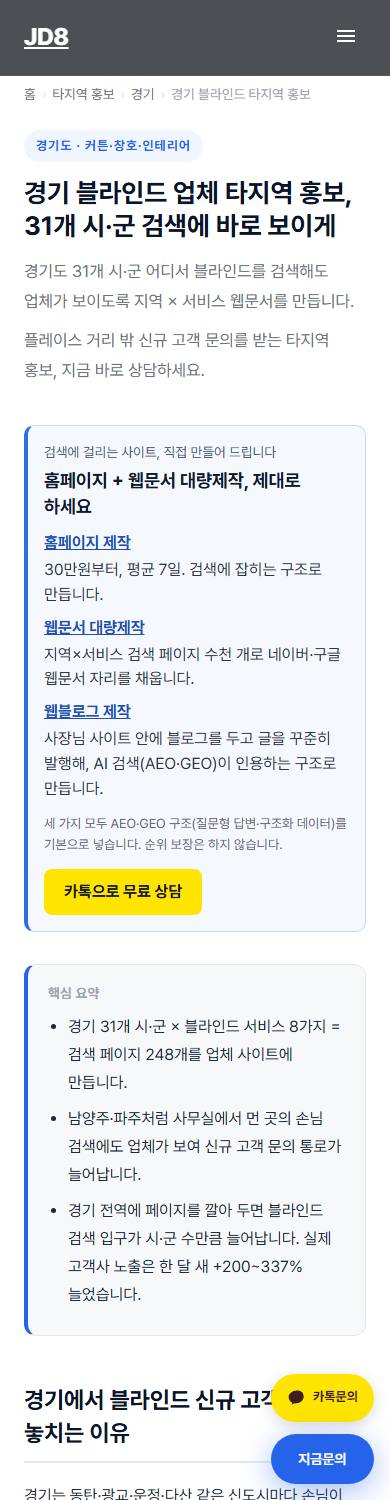 JD8
홈 › 타지역 홍보 › 경기 › 경기 블라인드 타지역 홍보
경기도 · 커튼·창호·인테리어
경기 블라인드 업체 타지역 홍보,
31개 시·군 검색에 바로 보이게
경기도 31개 시·군 어디서 블라인드를 검색해도
업체가 보이도록 지역 × 서비스 웹문서를 만듭니다.
플레이스 거리 밖 신규 고객 문의를 받는 타지역
홍보, 지금 바로 상담하세요.
검색에 걸리는 사이트, 직접 만들어 드립니다
홈페이지 + 웹문서 대량제작, 제대로
하세요
홈페이지 제작
30만원부터, 평균 7일. 검색에 잡히는 구조로
만듭니다.
웹문서 대량제작
지역×서비스 검색 페이지 수천 개로 네이버·구글
웹문서 자리를 채웁니다.
웹블로그 제작
사장님 사이트 안에 블로그를 두고 글을 꾸준히
발행해, AI 검색(AEO·GEO)이 인용하는 구조로
만듭니다.
세 가지 모두 AEO·GEO 구조(질문형 답변·구조화 데이터)를
기본으로 넣습니다. 순위 보장은 하지 않습니다.
카톡으로 무료 상담
핵심 요약
• 경기 31개 시·군 × 블라인드 서비스 8가지 =
검색 페이지 248개를 업체 사이트에
만듭니다.
• 남양주·파주처럼 사무실에서 먼 곳의 손님
검색에도 업체가 보여 신규 고객 문의 통로가
늘어납니다.
• 경기 전역에 페이지를 깔아 두면 블라인드
검색 입구가 시·군 수만큼 늘어납니다. 실제
고객사 노출은 한 달 새 +200~337%
늘었습니다.
경기에서 블라인드 신규 고객
놓치는 이유
카톡문의
지금문의
경기는 동탄·광교·운정·다산 같은 신도시마다 손님이